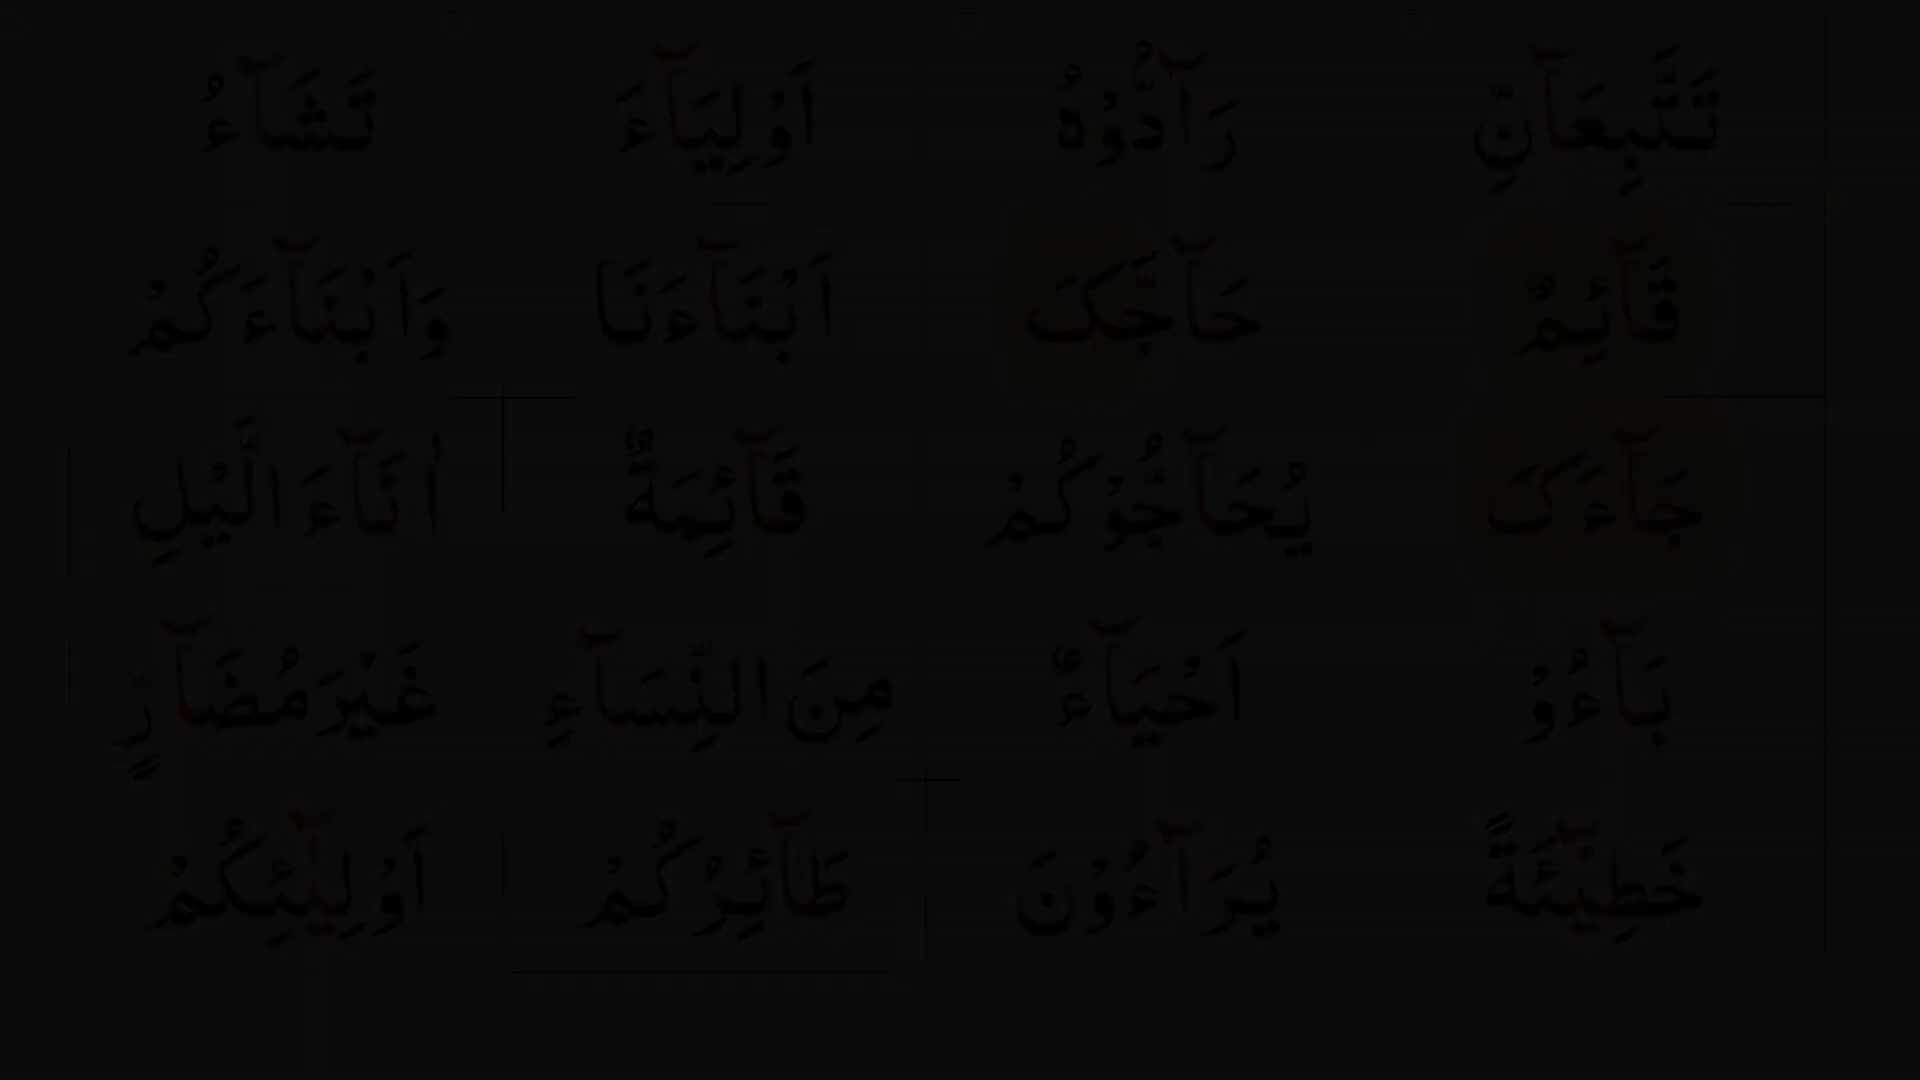 تَتَّبِعَآنِّ رَآدُّوْهُ اَوْلِيَآءَ تَشَآءُ
قَآئِمٌ حَآجَّكَ اَبْنَآءَنَا وَاَبْنَآءَكُمْ
جَآءَكَ يُحَآجُّوْكُمْ قَآئِمَةٌ اٰنَآءَ الَّيْلِ
بَآءُوْ اَحْيَآءٌ مِنَ النِّسَآءِ غَيْرَ مُضَآرٍّ
خَطِيْٓئَةً يُرَآءُوْنَ طَآئِرُكُمْ اَوْلِيٰٓئِكُمْ